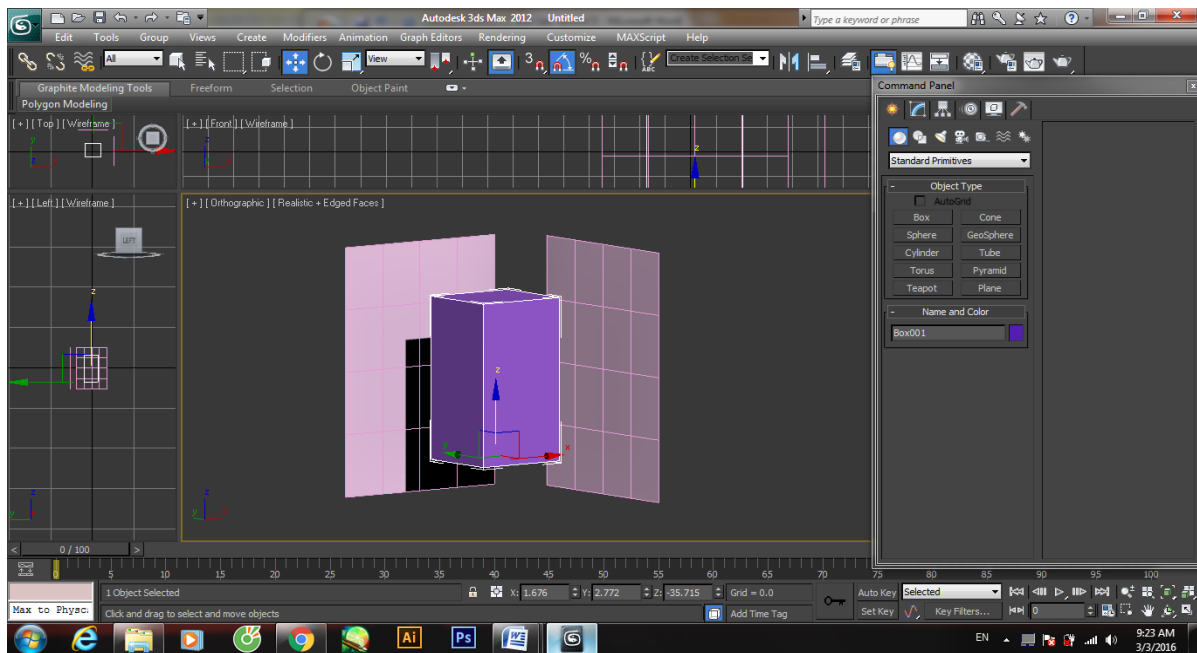 Autodesk 3ds Max 2012 Untitled
Type a keyword or phrase
Edit Tools Group Views Create Modifiers Animation Graph Editors Rendering Customize MAXScript Help
All
View
3
Create Selection Se
Graphite Modeling Tools Freeform Selection Object Paint
Polygon Modeling
Command Panel
[ + ] [ Top ] [ Wireframe ]
[ + ] [ Front ] [ Wireframe ]
[ + ] [ Left ] [ Wireframe ]
[ + ] [ Orthographic ] [ Realistic + Edged Faces ]
LEFT
Standard Primitives
- Object Type
AutoGrid
Box Cone
Sphere GeoSphere
Cylinder Tube
Torus Pyramid
Teapot Plane
- Name and Color
Box001
z
z
z
y
x
< 0 / 100 >
0 5 10 15 20 25 30 35 40 45 50 55 60 65 70 75 80 85 90 95 100
1 Object Selected
X: 1.676 Y: 2.772 Z: -35.715 Grid = 0.0
Auto Key Selected
Max to Physc
Click and drag to select and move objects
Add Time Tag
Set Key Key Filters... 0
Ai Ps
EN
9:23 AM
3/3/2016